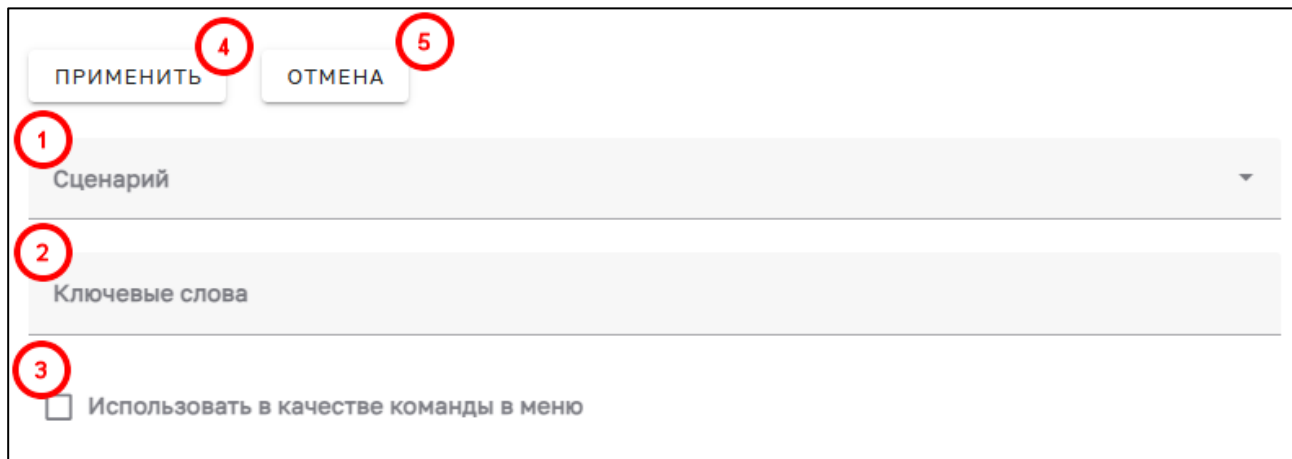 4 5
ПРИМЕНИТЬ ОТМЕНА
1
Сценарий
2
Ключевые слова
3
Использовать в качестве команды в меню